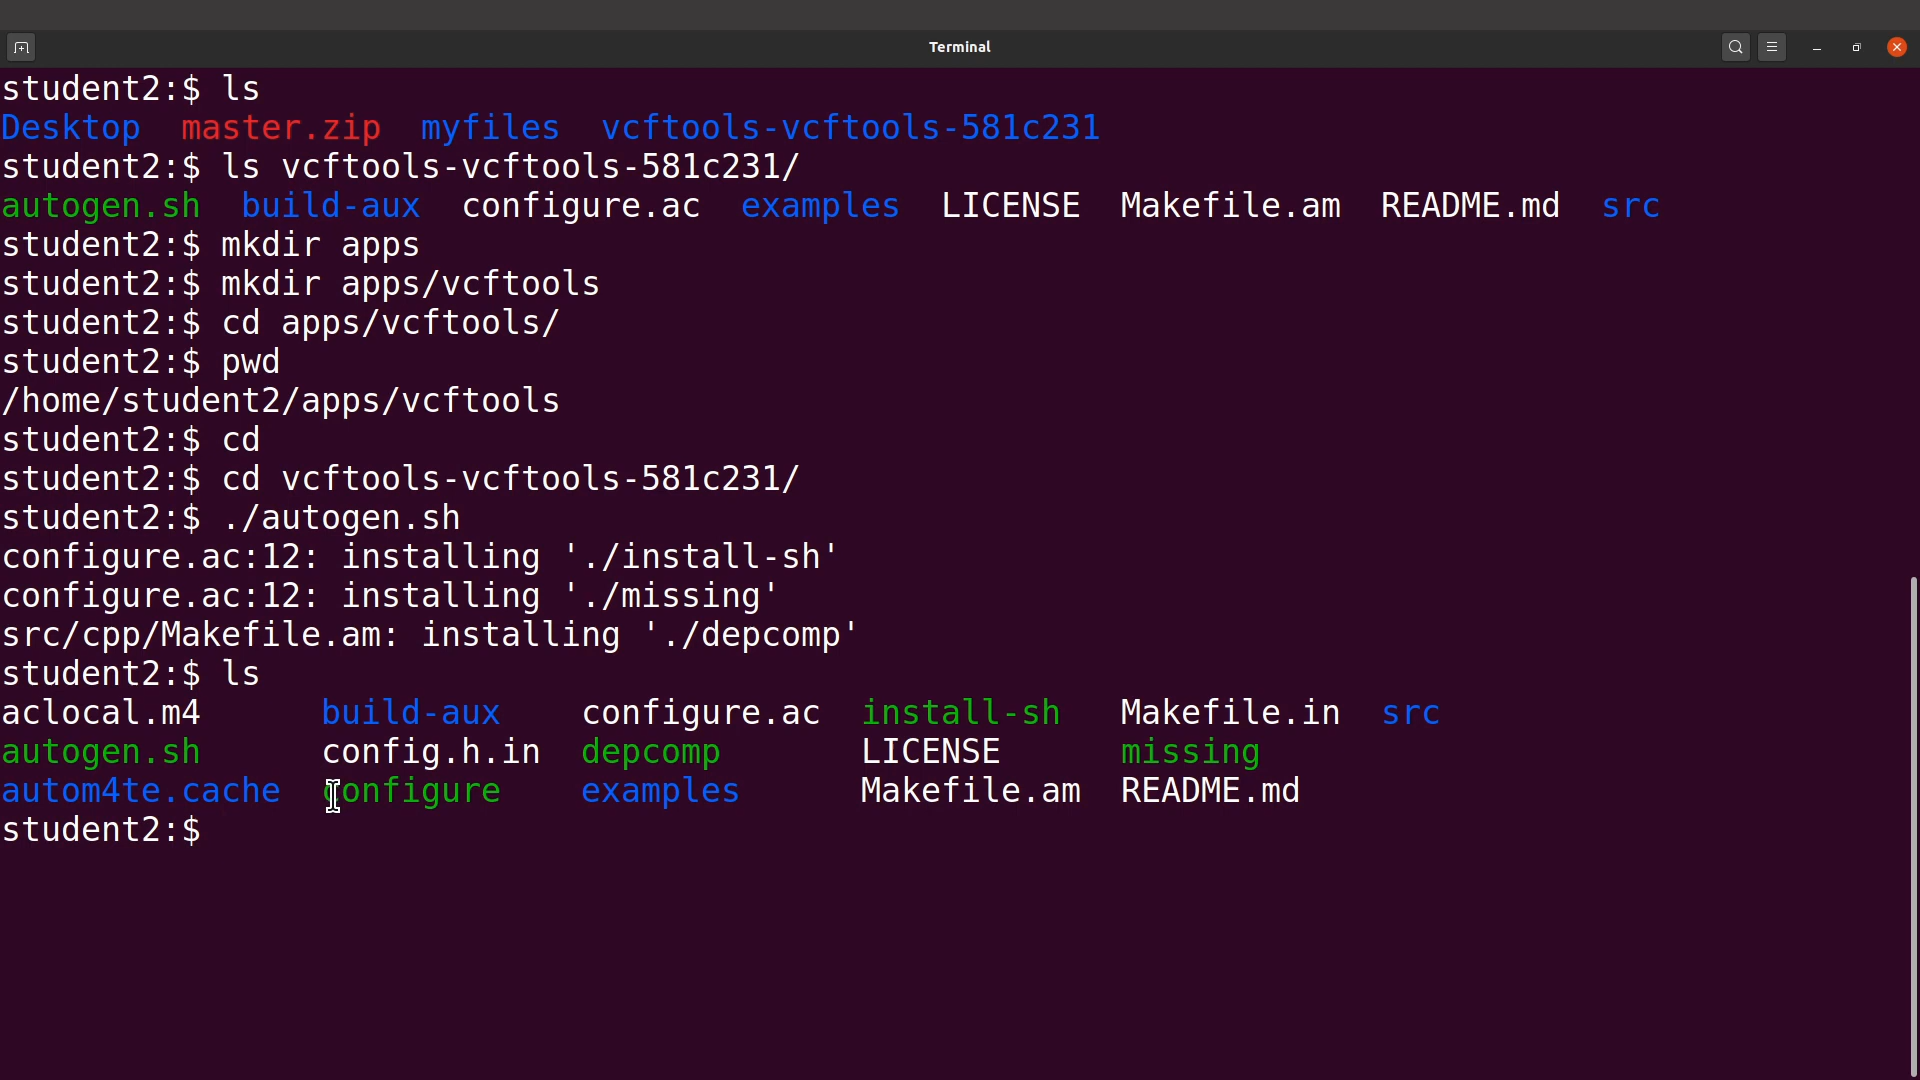 Terminal
student2:$ ls
Desktop  master.zip  myfiles  vcftools-vcftools-581c231
student2:$ ls vcftools-vcftools-581c231/
autogen.sh  build-aux  configure.ac  examples  LICENSE  Makefile.am  README.md  src
student2:$ mkdir apps
student2:$ mkdir apps/vcftools
student2:$ cd apps/vcftools/
student2:$ pwd
/home/student2/apps/vcftools
student2:$ cd
student2:$ cd vcftools-vcftools-581c231/
student2:$ ./autogen.sh
configure.ac:12: installing './install-sh'
configure.ac:12: installing './missing'
src/cpp/Makefile.am: installing './depcomp'
student2:$ ls
aclocal.m4      build-aux    configure.ac  install-sh   Makefile.in  src
autogen.sh      config.h.in  depcomp       LICENSE      missing
autom4te.cache  configure    examples      Makefile.am  README.md
student2:$